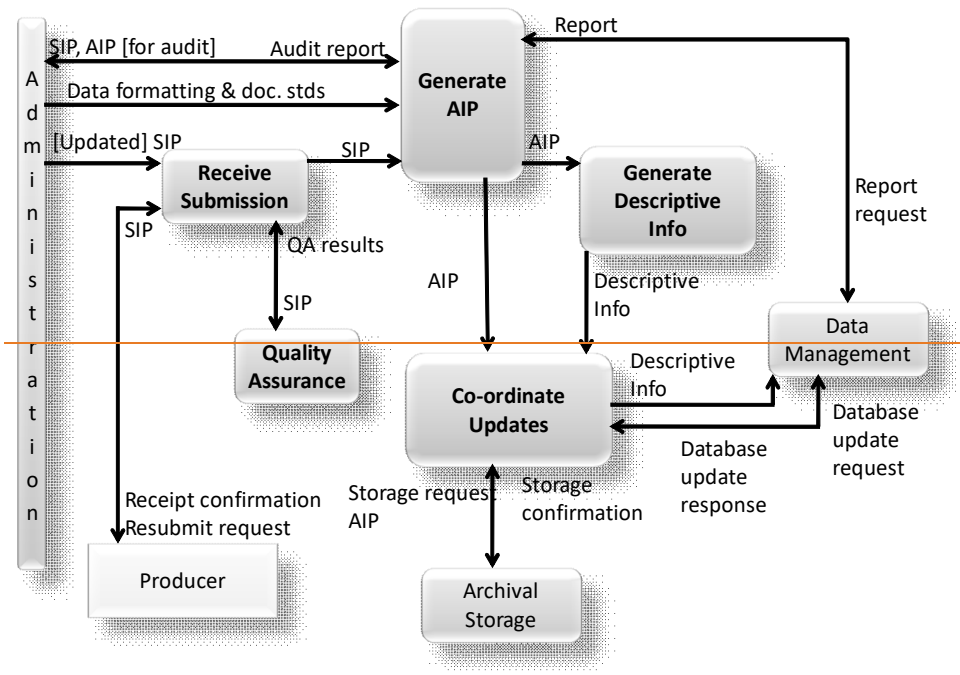 Administration
SIP, AIP [for audit]
Audit report
Data formatting & doc. stds
[Updated] SIP
Receive
Submission
SIP
SIP
QA results
SIP
Quality
Assurance
Receipt confirmation
Resubmit request
Producer
Generate
AIP
Report
AIP
Generate
Descriptive
Info
Report
request
AIP
Descriptive
Info
Data
Management
Co-ordinate
Updates
Descriptive
Info
Database
update
response
Database
update
request
Storage request
AIP
Storage
confirmation
Archival
Storage